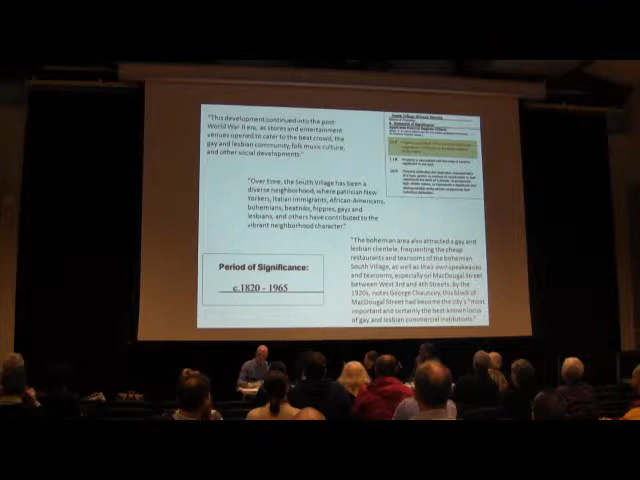 "This development continued into the post-
World War II era, as stores and entertainment
venues opened to cater to the beat crowd, the
gay and lesbian community, folk music culture,
and other social developments."
"Over time, the South Village has been a
diverse neighborhood, where patrician New
Yorkers, Italian immigrants, African-Americans,
bohemians, beatniks, hippies, gays and
lesbians, and others have contributed to the
vibrant neighborhood character."
"The bohemian area also attracted a gay and
lesbian clientele, frequenting the cheap
restaurants and tearooms of the bohemian
South Village, as well as their own speakeasies
and tearooms, especially on MacDougal Street
between West 3rd and 4th Streets. By the
1920s, notes George Chauncey, this block of
MacDougal Street had become the city's "most
important and certainly the best-known locus
of gay and lesbian commercial institutions."
Period of Significance:
c.1820 - 1965